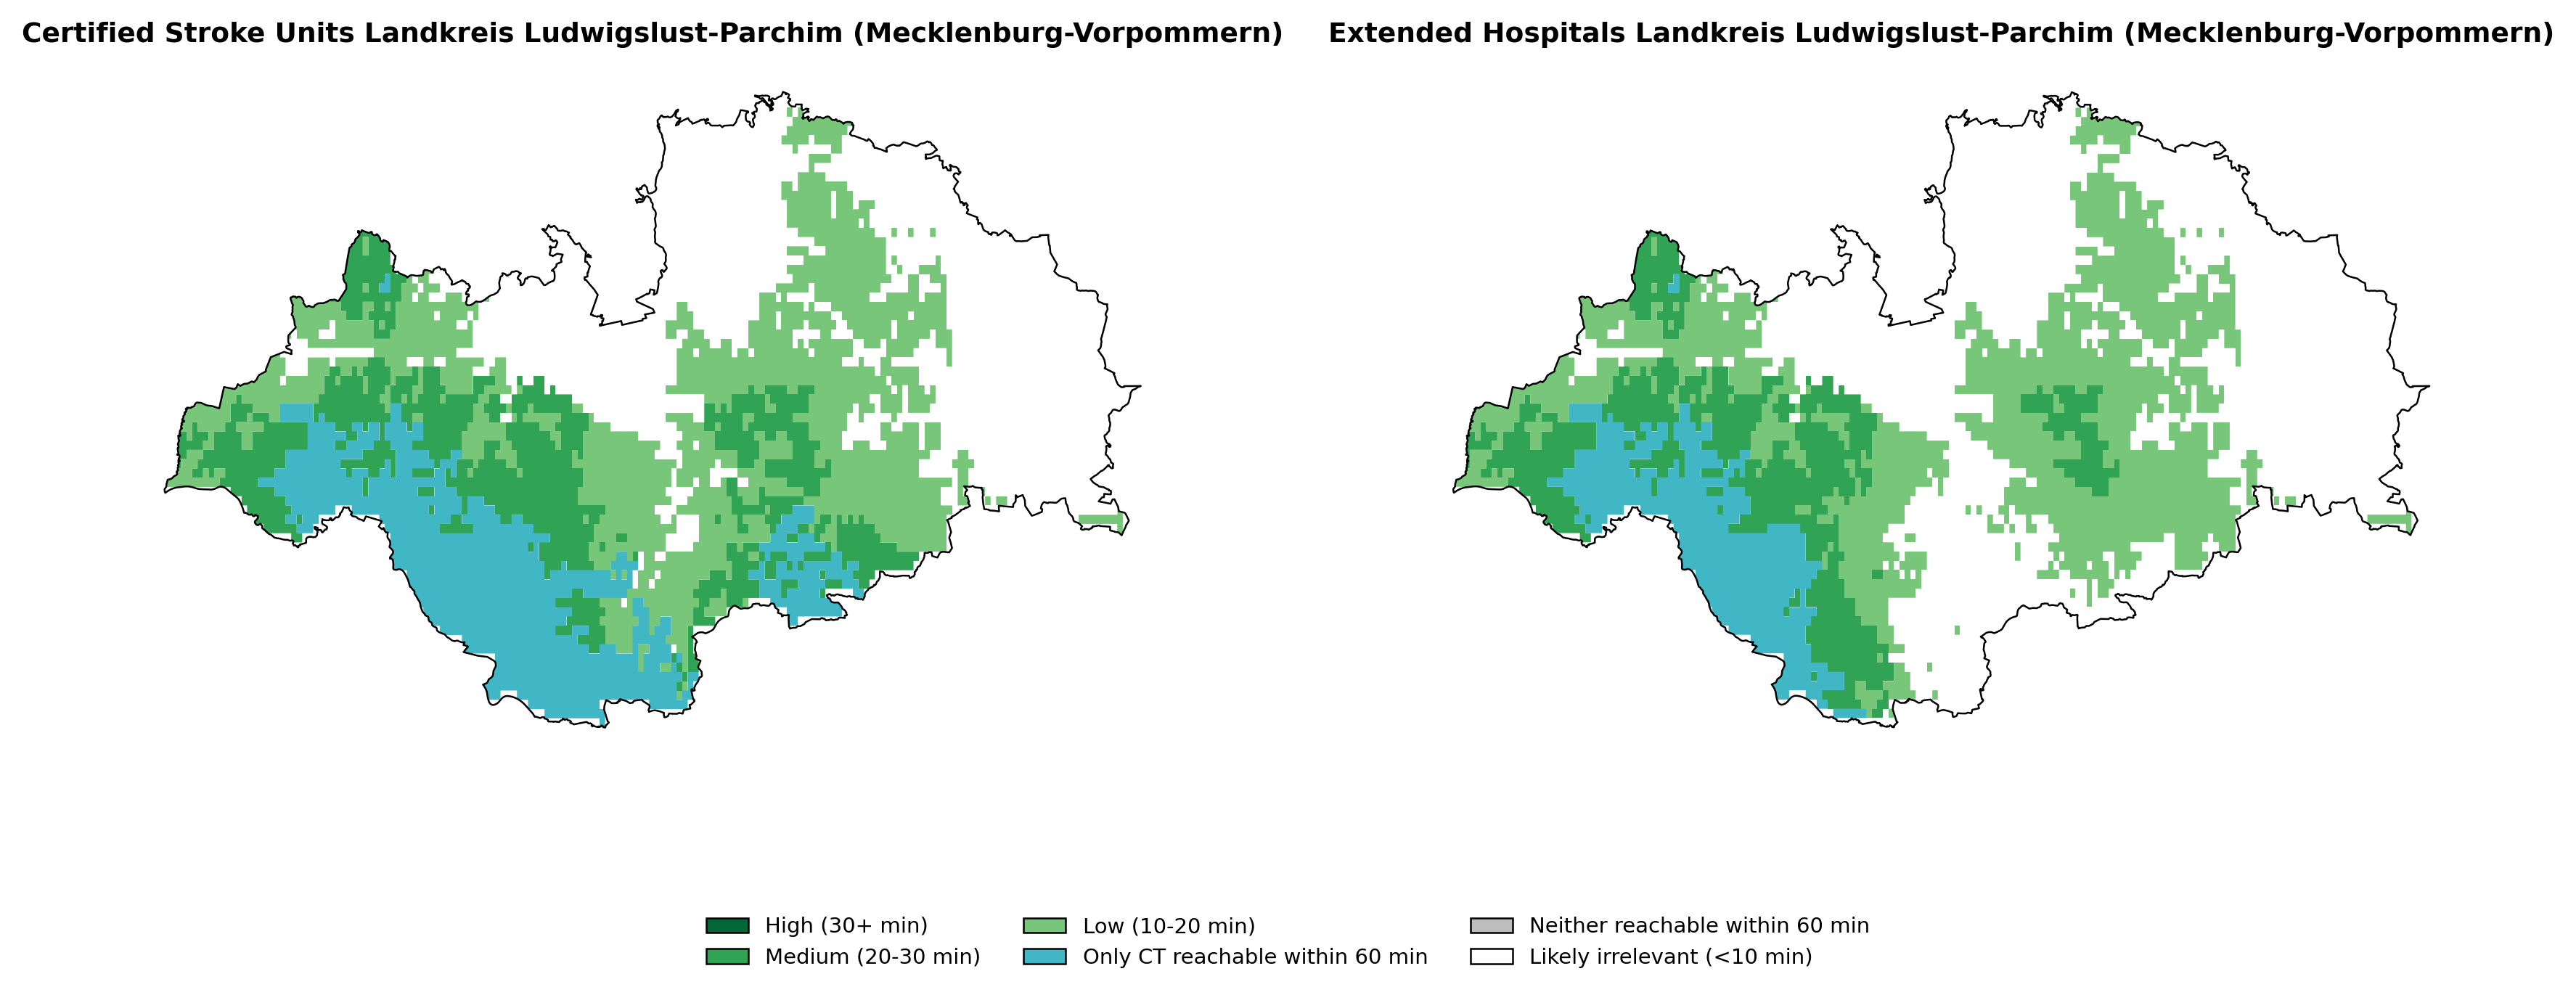 Certified Stroke Units Landkreis Ludwigslust-Parchim (Mecklenburg-Vorpommern)
Extended Hospitals Landkreis Ludwigslust-Parchim (Mecklenburg-Vorpommern)
High (30+ min)
Medium (20-30 min)
Low (10-20 min)
Only CT reachable within 60 min
Neither reachable within 60 min
Likely irrelevant (<10 min)